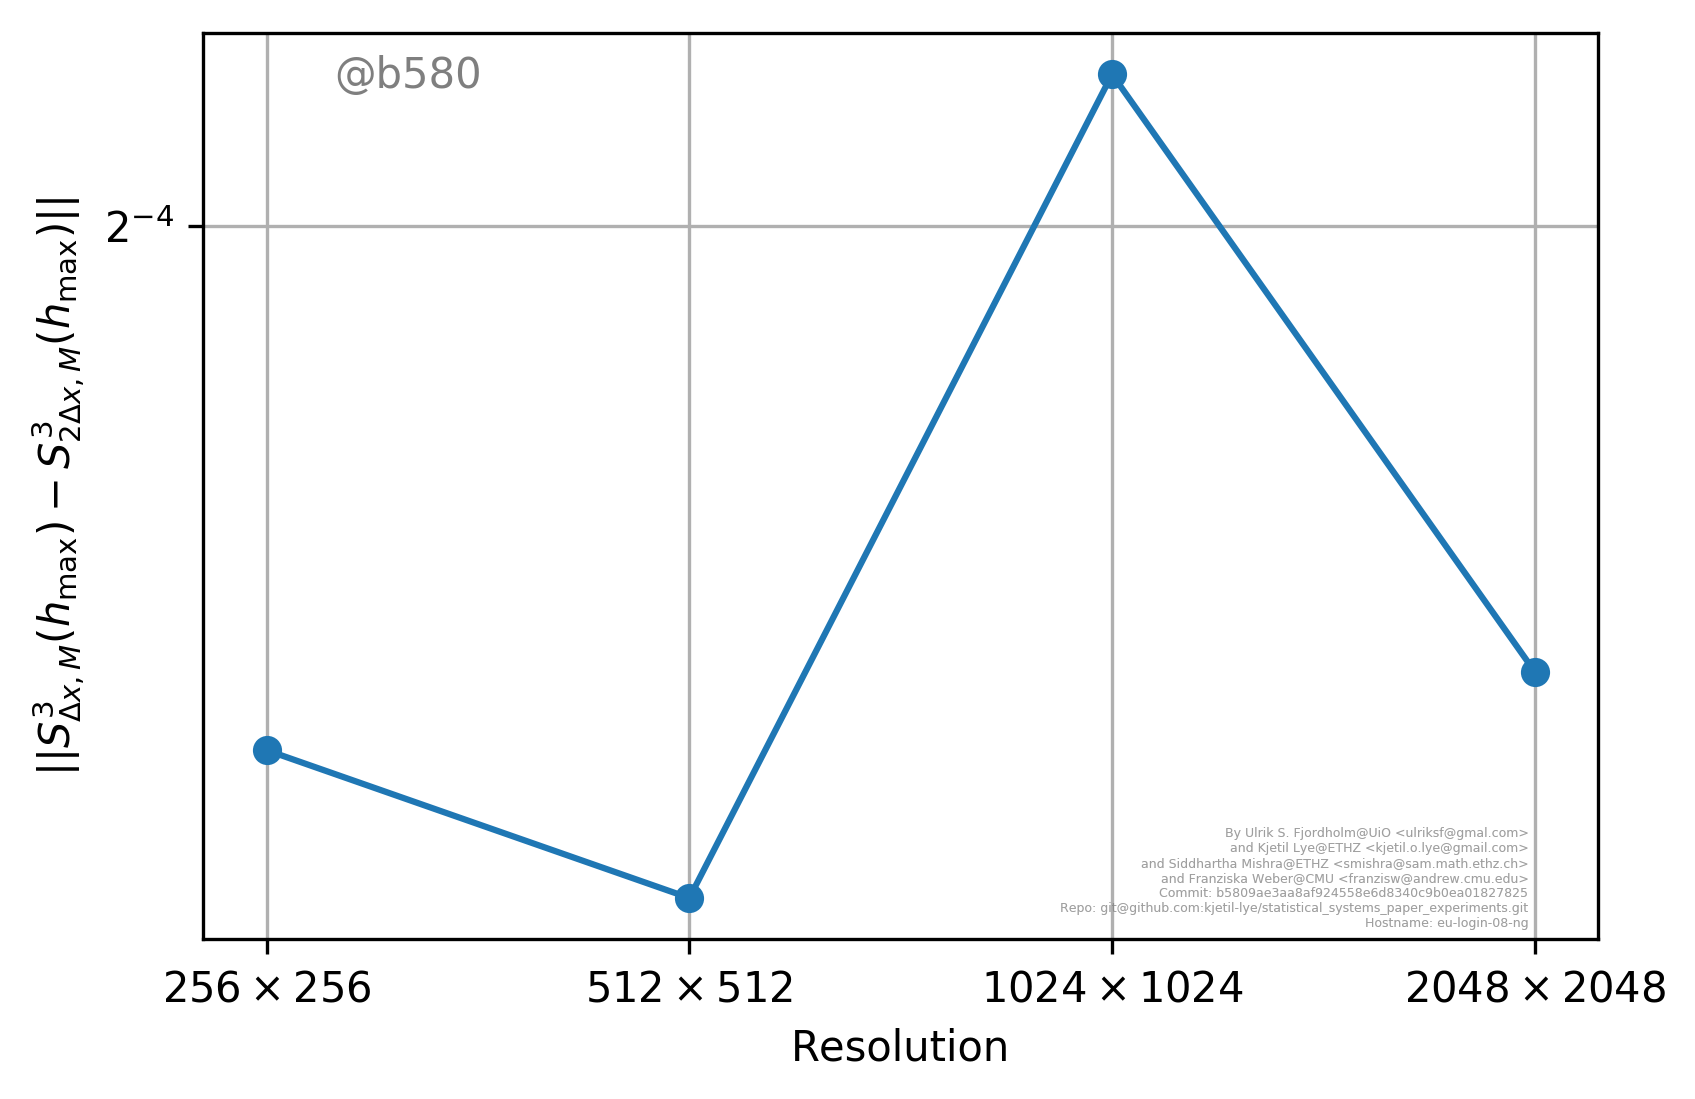 @b580
2⁻⁴
||S³_{Δx,M}(h_max) − S³_{2Δx,M}(h_max)||
By Ulrik S. Fjordholm@UiO <ulriksf@gmal.com>
and Kjetil Lye@ETHZ <kjetil.o.lye@gmail.com>
and Siddhartha Mishra@ETHZ <smishra@sam.math.ethz.ch>
and Franziska Weber@CMU <franzisw@andrew.cmu.edu>
Commit: b5809ae3aa8af924558e6d8340c9b0ea01827825
Repo: git@github.com:kjetil-lye/statistical_systems_paper_experiments.git
Hostname: eu-login-08-ng
256 × 256 512 × 512 1024 × 1024 2048 × 2048
Resolution